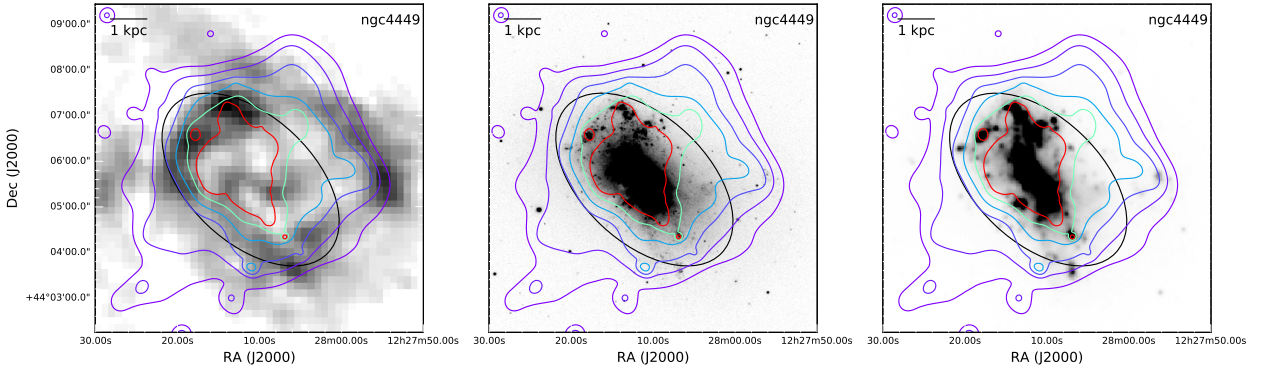 ngc4449
1 kpc
09'00.0"
08'00.0"
07'00.0"
06'00.0"
05'00.0"
04'00.0"
+44°03'00.0"
Dec (J2000)
30.00s 20.00s 10.00s 28m00.00s 12h27m50.00s
RA (J2000)
ngc4449
1 kpc
30.00s 20.00s 10.00s 28m00.00s 12h27m50.00s
RA (J2000)
ngc4449
1 kpc
30.00s 20.00s 10.00s 28m00.00s 12h27m50.00s
RA (J2000)